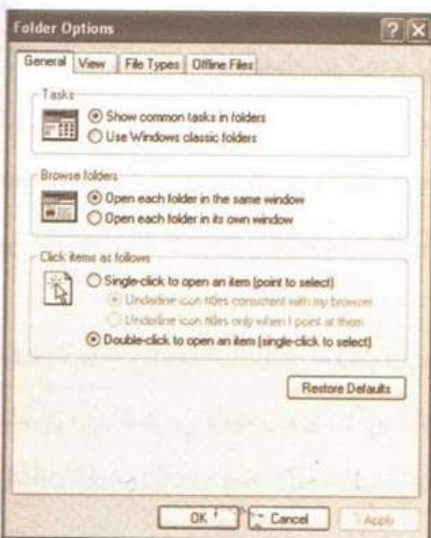 Folder Options
General View File Types Offline Files
Tasks
Show common tasks in folders
Use Windows classic folders
Browse folders
Open each folder in the same window
Open each folder in its own window
Click items as follows
Single-click to open an item (point to select)
Underline icon titles consistent with my browser
Underline icon titles only when I point at them
Double-click to open an item (single-click to select)
Restore Defaults
OK Cancel Apply